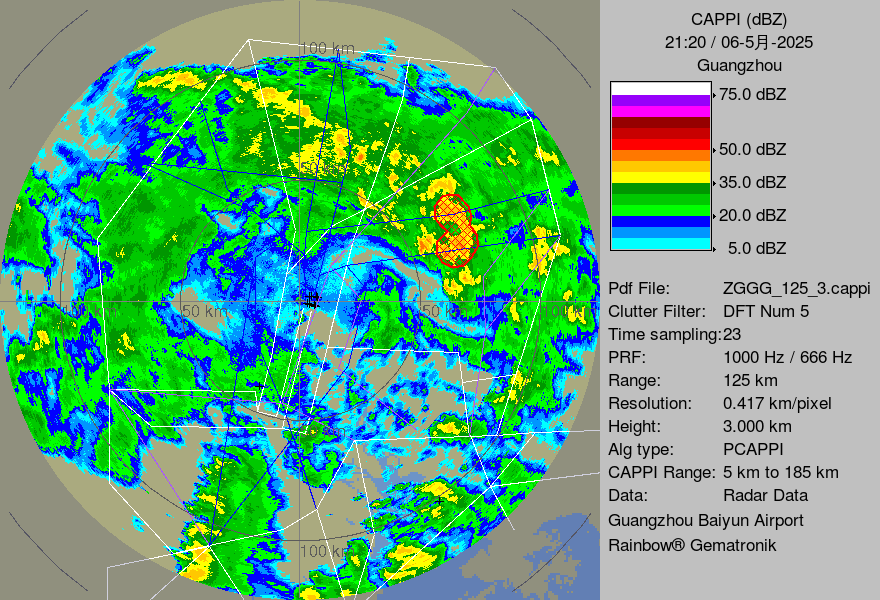 CAPPI (dBZ)
21:20 / 06-5月-2025
Guangzhou
75.0 dBZ
50.0 dBZ
35.0 dBZ
20.0 dBZ
5.0 dBZ
Pdf File: ZGGG_125_3.cappi
Clutter Filter: DFT Num 5
Time sampling:23
PRF: 1000 Hz / 666 Hz
Range: 125 km
Resolution: 0.417 km/pixel
Height: 3.000 km
Alg type: PCAPPI
CAPPI Range: 5 km to 185 km
Data: Radar Data
Guangzhou Baiyun Airport
Rainbow® Gematronik
100 km
50 km
100 km
50 km
50 km
100 km
100 km